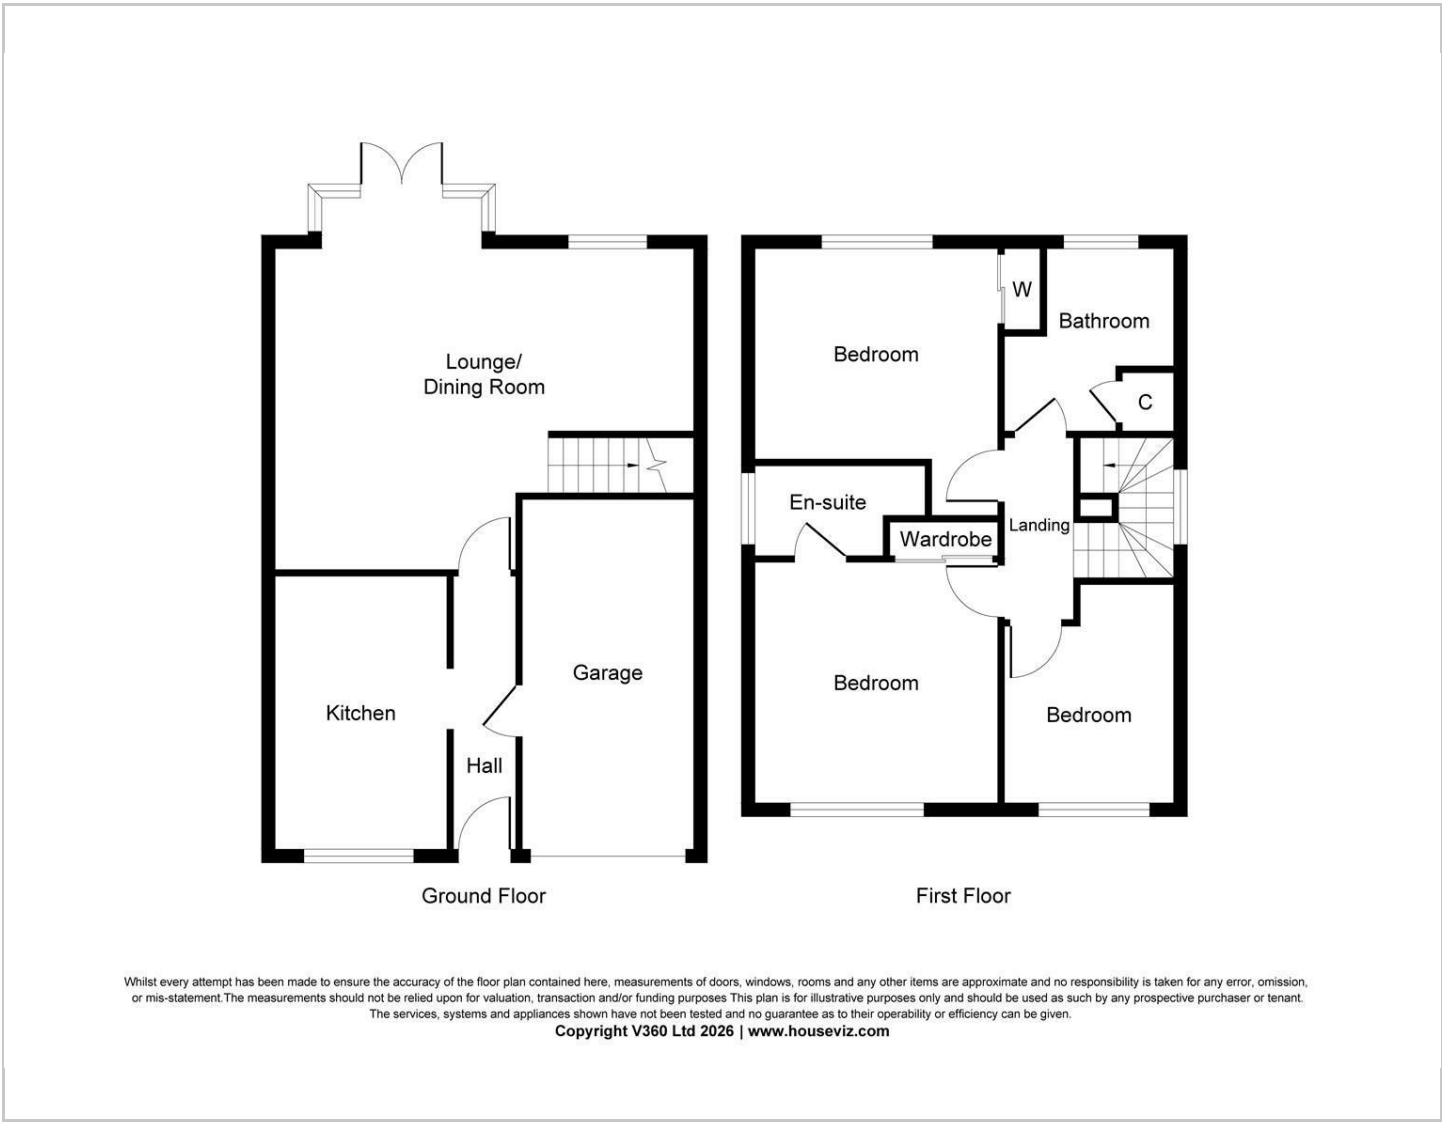 Lounge/
Dining Room
Kitchen
Hall
Garage
Ground Floor
Bedroom
W
Bathroom
C
En-suite
Wardrobe
Landing
Bedroom
Bedroom
First Floor
Whilst every attempt has been made to ensure the accuracy of the floor plan contained here, measurements of doors, windows, rooms and any other items are approximate and no responsibility is taken for any error, omission,
or mis-statement.The measurements should not be relied upon for valuation, transaction and/or funding purposes This plan is for illustrative purposes only and should be used as such by any prospective purchaser or tenant.
The services, systems and appliances shown have not been tested and no guarantee as to their operability or efficiency can be given.
Copyright V360 Ltd 2026 | www.houseviz.com